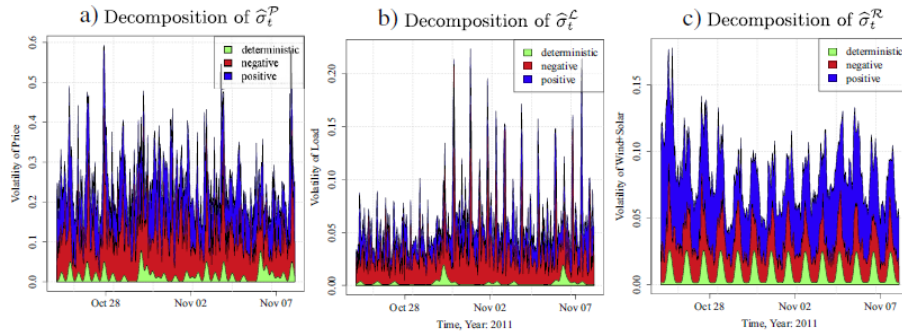 a) Decomposition of σ̂ₜᴾ
Volatility of Price
0.0
0.1
0.2
0.3
0.4
0.5
0.6
deterministic
negative
positive
Oct 28
Nov 02
Nov 07
b) Decomposition of σ̂ₜᴸ
Volatility of Load
0.00
0.05
0.10
0.15
0.20
deterministic
negative
positive
Oct 28
Nov 02
Nov 07
Time, Year: 2011
c) Decomposition of σ̂ₜᴿ
Volatility of Wind+Solar
0.00
0.05
0.10
0.15
deterministic
negative
positive
Oct 28
Nov 02
Nov 07
Time, Year: 2011